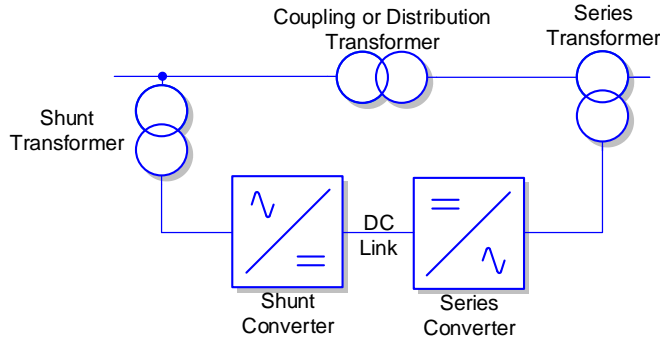 Coupling or Distribution
Transformer
Series
Transformer
Shunt
Transformer
DC
Link
Shunt
Converter
Series
Converter